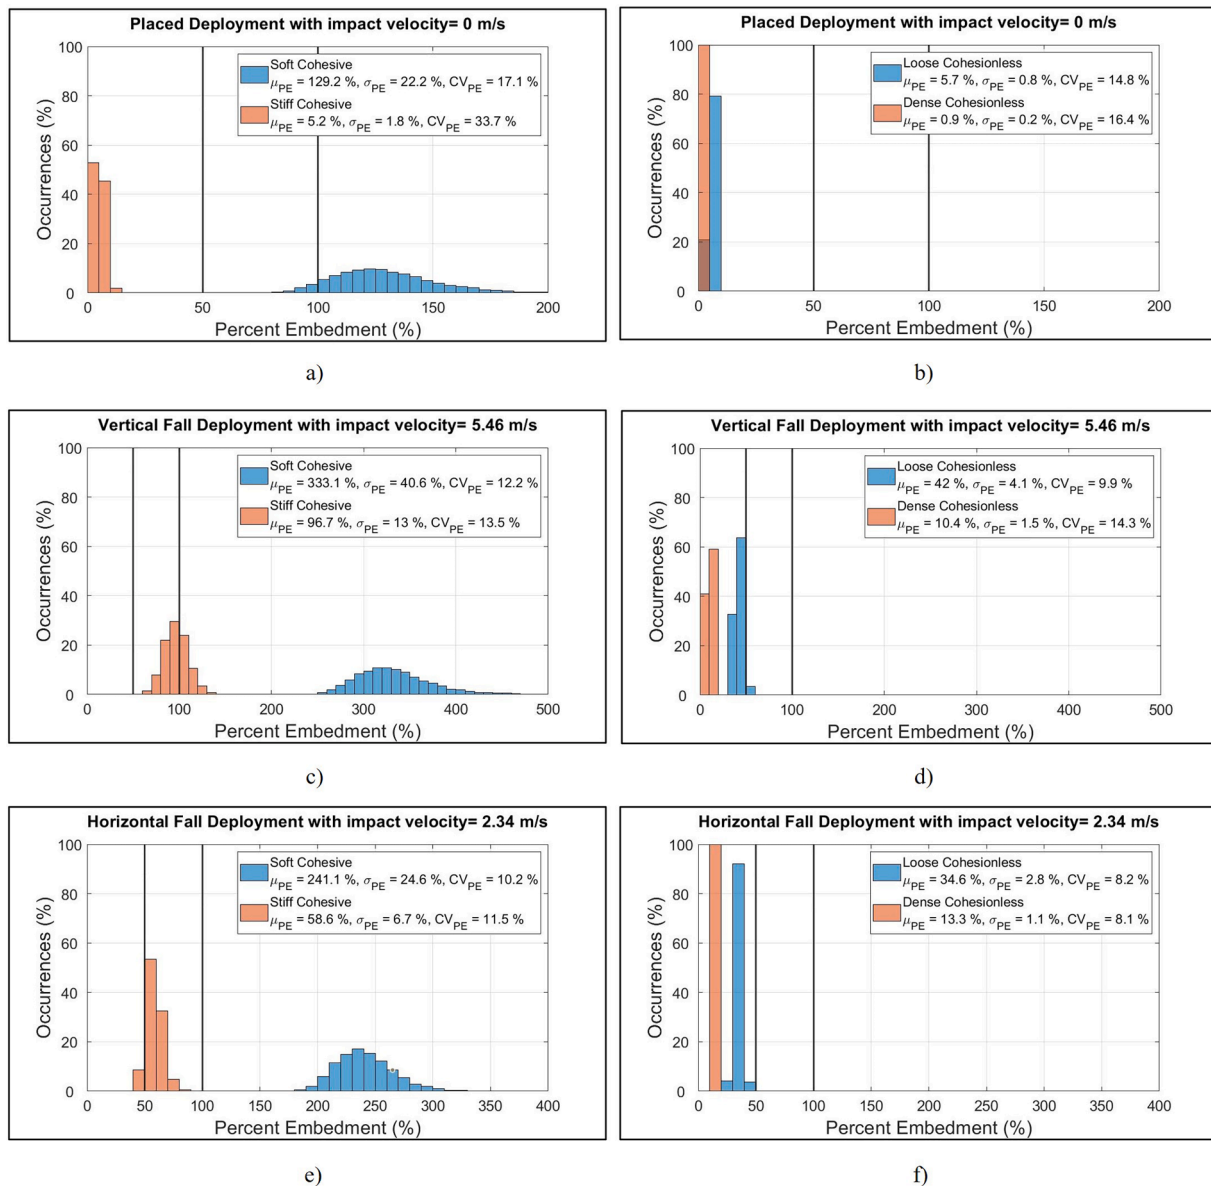 Placed Deployment with impact velocity= 0 m/s
Soft Cohesive
μPE = 129.2 %, σPE = 22.2 %, CVPE = 17.1 %
Stiff Cohesive
μPE = 5.2 %, σPE = 1.8 %, CVPE = 33.7 %
Occurrences (%)
100
80
60
40
20
0
0 50 100 150 200
Percent Embedment (%)
a)
Placed Deployment with impact velocity= 0 m/s
Loose Cohesionless
μPE = 5.7 %, σPE = 0.8 %, CVPE = 14.8 %
Dense Cohesionless
μPE = 0.9 %, σPE = 0.2 %, CVPE = 16.4 %
Occurrences (%)
100
80
60
40
20
0
0 50 100 150 200
Percent Embedment (%)
b)
Vertical Fall Deployment with impact velocity= 5.46 m/s
Soft Cohesive
μPE = 333.1 %, σPE = 40.6 %, CVPE = 12.2 %
Stiff Cohesive
μPE = 96.7 %, σPE = 13 %, CVPE = 13.5 %
Occurrences (%)
100
80
60
40
20
0
0 100 200 300 400 500
Percent Embedment (%)
c)
Vertical Fall Deployment with impact velocity= 5.46 m/s
Loose Cohesionless
μPE = 42 %, σPE = 4.1 %, CVPE = 9.9 %
Dense Cohesionless
μPE = 10.4 %, σPE = 1.5 %, CVPE = 14.3 %
Occurrences (%)
100
80
60
40
20
0
0 100 200 300 400 500
Percent Embedment (%)
d)
Horizontal Fall Deployment with impact velocity= 2.34 m/s
Soft Cohesive
μPE = 241.1 %, σPE = 24.6 %, CVPE = 10.2 %
Stiff Cohesive
μPE = 58.6 %, σPE = 6.7 %, CVPE = 11.5 %
Occurrences (%)
100
80
60
40
20
0
0 50 100 150 200 250 300 350 400
Percent Embedment (%)
e)
Horizontal Fall Deployment with impact velocity= 2.34 m/s
Loose Cohesionless
μPE = 34.6 %, σPE = 2.8 %, CVPE = 8.2 %
Dense Cohesionless
μPE = 13.3 %, σPE = 1.1 %, CVPE = 8.1 %
Occurrences (%)
100
80
60
40
20
0
0 50 100 150 200 250 300 350 400
Percent Embedment (%)
f)